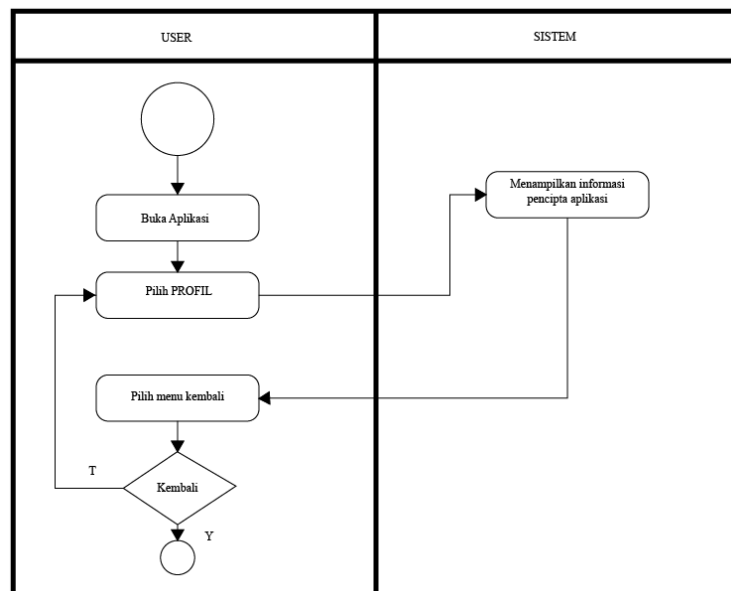 USER
SISTEM
Buka Aplikasi
Pilih PROFIL
Menampilkan informasi
pencipta aplikasi
Pilih menu kembali
Kembali
T
Y